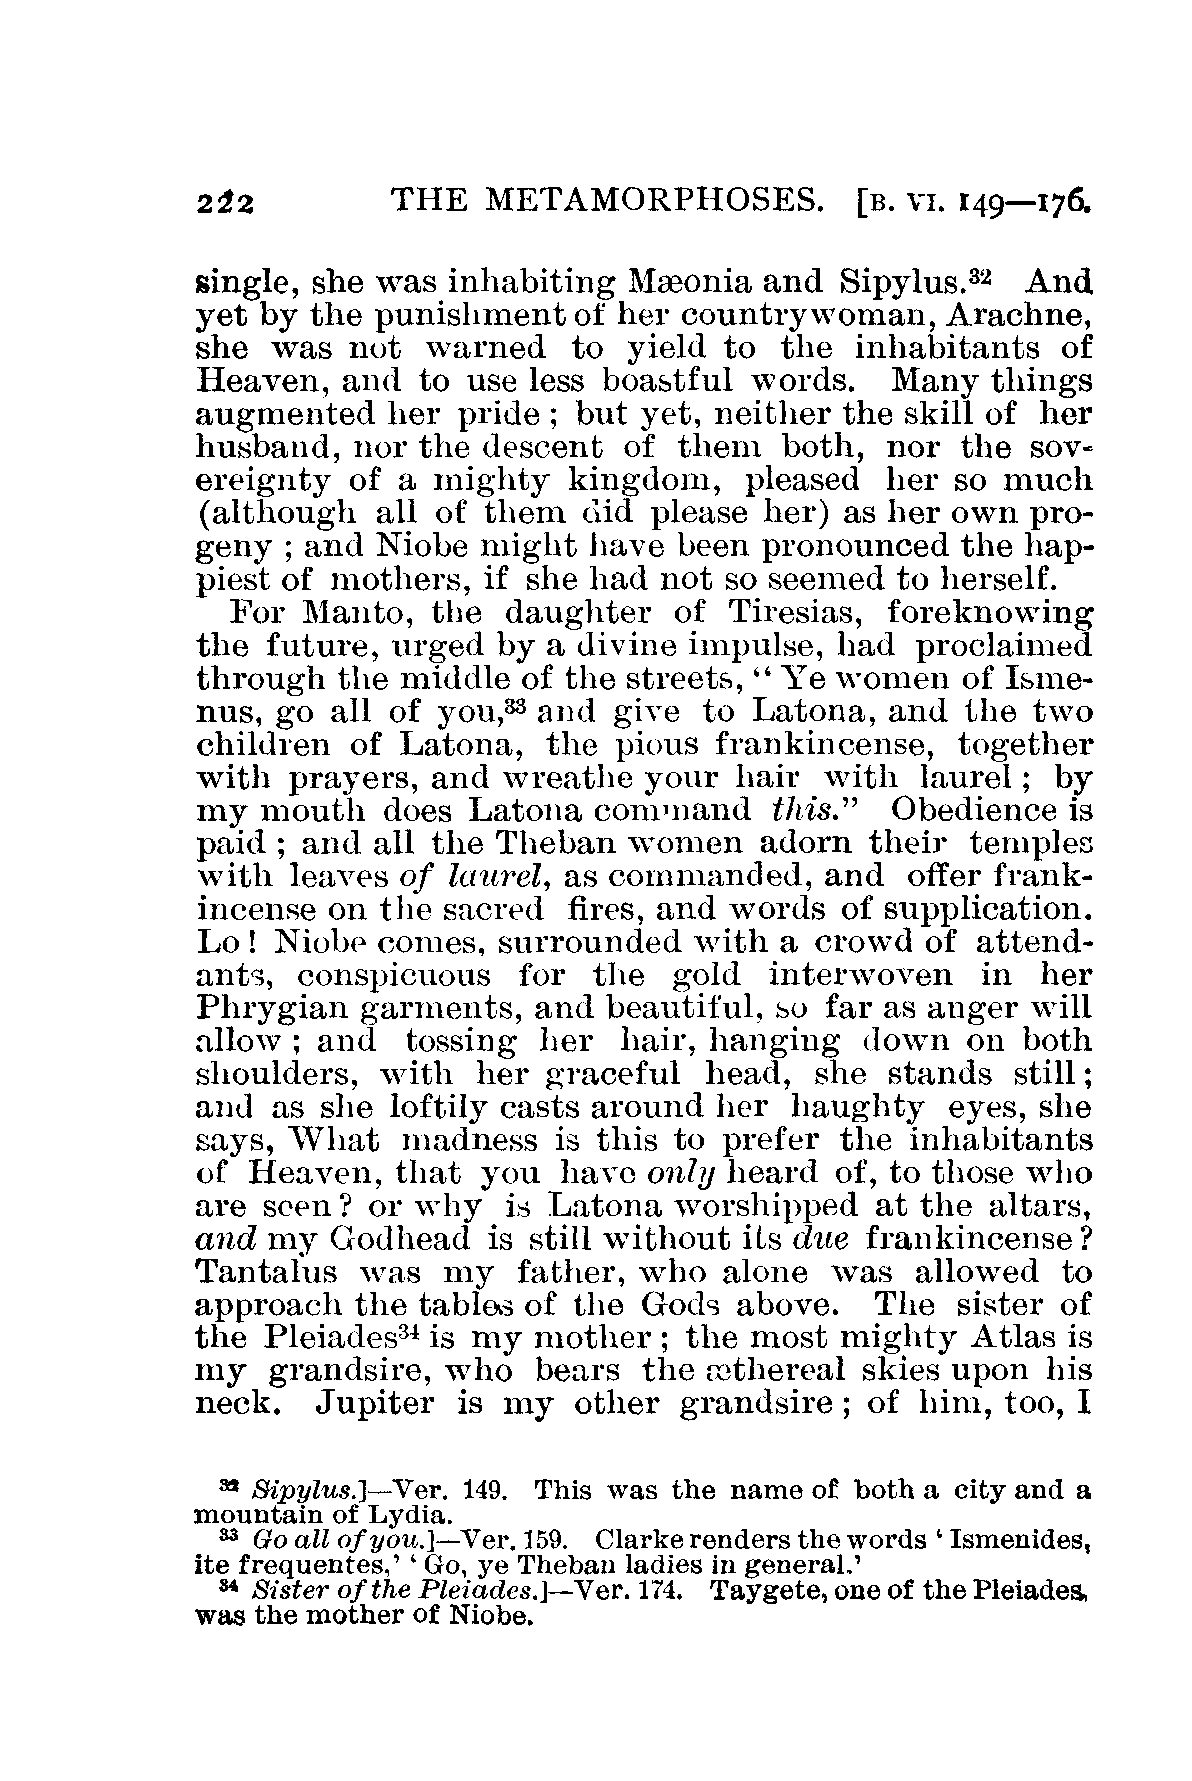 222 THE METAMORPHOSES. [B. VI. 149—176.
single, she was inhabiting Mæonia and Sipylus.³² And
yet by the punishment of her countrywoman, Arachne,
she was not warned to yield to the inhabitants of
Heaven, and to use less boastful words. Many things
augmented her pride ; but yet, neither the skill of her
husband, nor the descent of them both, nor the sov-
ereignty of a mighty kingdom, pleased her so much
(although all of them did please her) as her own pro-
geny ; and Niobe might have been pronounced the hap-
piest of mothers, if she had not so seemed to herself.
For Manto, the daughter of Tiresias, foreknowing
the future, urged by a divine impulse, had proclaimed
through the middle of the streets, “ Ye women of Isme-
nus, go all of you,³³ and give to Latona, and the two
children of Latona, the pious frankincense, together
with prayers, and wreathe your hair with laurel ; by
my mouth does Latona command this.” Obedience is
paid ; and all the Theban women adorn their temples
with leaves of laurel, as commanded, and offer frank-
incense on the sacred fires, and words of supplication.
Lo ! Niobe comes, surrounded with a crowd of attend-
ants, conspicuous for the gold interwoven in her
Phrygian garments, and beautiful, so far as anger will
allow ; and tossing her hair, hanging down on both
shoulders, with her graceful head, she stands still ;
and as she loftily casts around her haughty eyes, she
says, What madness is this to prefer the inhabitants
of Heaven, that you have only heard of, to those who
are seen ? or why is Latona worshipped at the altars,
and my Godhead is still without its due frankincense ?
Tantalus was my father, who alone was allowed to
approach the tables of the Gods above. The sister of
the Pleiades³⁴ is my mother ; the most mighty Atlas is
my grandsire, who bears the æthereal skies upon his
neck. Jupiter is my other grandsire ; of him, too, I
³² Sipylus.]—Ver. 149. This was the name of both a city and a
mountain of Lydia.
³³ Go all of you.]—Ver. 159. Clarke renders the words ‘ Ismenides,
ite frequentes,’ ‘ Go, ye Theban ladies in general.’
³⁴ Sister of the Pleiades.]—Ver. 174. Taygete, one of the Pleiades,
was the mother of Niobe.